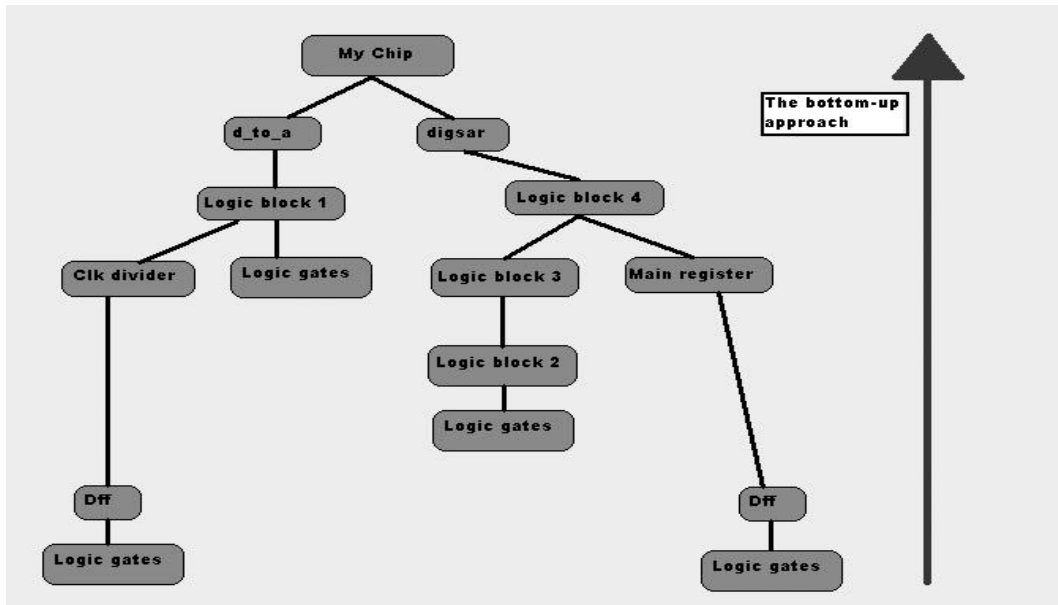 My Chip
The bottom-up
approach
d_to_a
digsar
Logic block 1
Logic block 4
Clk divider
Logic gates
Logic block 3
Main register
Logic block 2
Logic gates
Dff
Dff
Logic gates
Logic gates